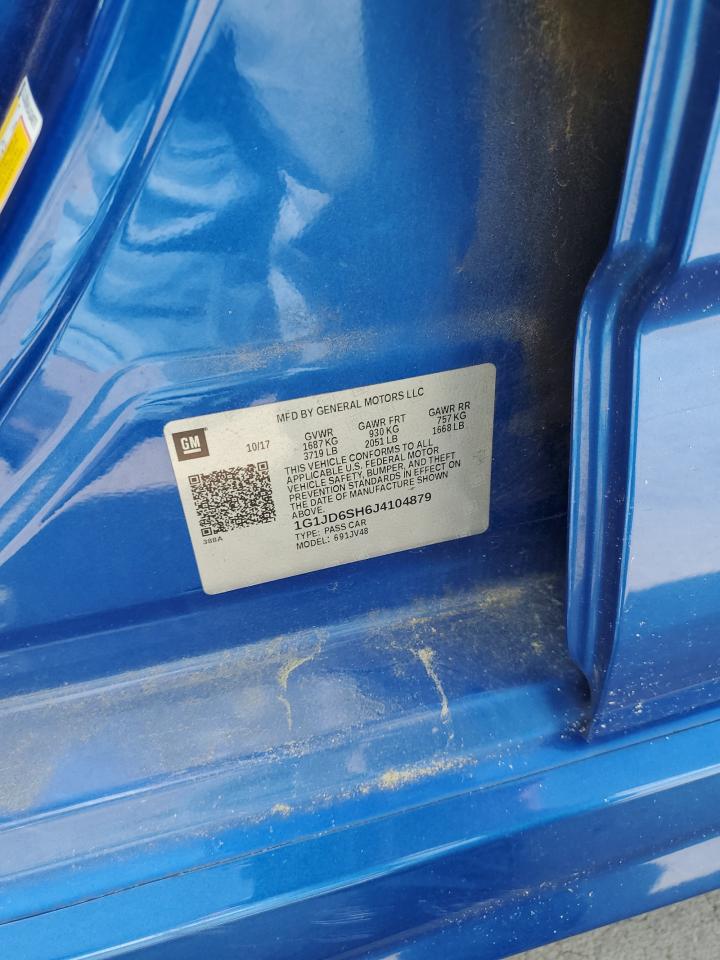 MFD BY GENERAL MOTORS LLC
GM
10/17
GVWR GAWR FRT GAWR RR
1687 KG 930 KG 757 KG
3719 LB 2051 LB 1668 LB
THIS VEHICLE CONFORMS TO ALL
APPLICABLE U.S. FEDERAL MOTOR
VEHICLE SAFETY, BUMPER, AND THEFT
PREVENTION STANDARDS IN EFFECT ON
THE DATE OF MANUFACTURE SHOWN
ABOVE.
1G1JD6SH6J4104879
TYPE: PASS CAR
MODEL: 691JV48
388A